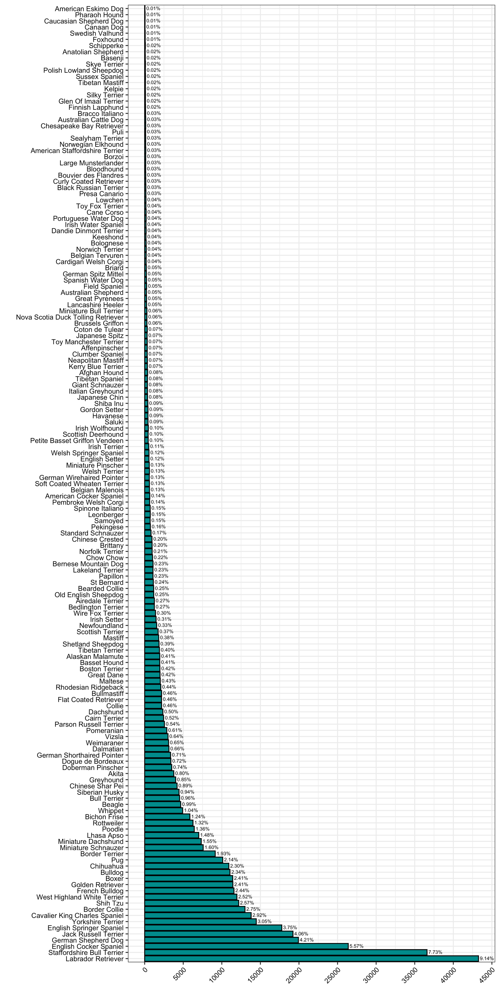 American Eskimo Dog 0.01%
Pharaoh Hound 0.01%
Caucasian Shepherd Dog 0.01%
Canaan Dog 0.01%
Swedish Valhund 0.01%
Foxhound 0.01%
Schipperke 0.02%
Anatolian Shepherd 0.02%
Basenji 0.02%
Skye Terrier 0.02%
Polish Lowland Sheepdog 0.02%
Sussex Spaniel 0.02%
Tibetan Mastiff 0.02%
Kelpie 0.02%
Silky Terrier 0.02%
Glen Of Imaal Terrier 0.02%
Finnish Lapphund 0.02%
Bracco Italiano 0.03%
Australian Cattle Dog 0.03%
Chesapeake Bay Retriever 0.03%
Puli 0.03%
Sealyham Terrier 0.03%
Norwegian Elkhound 0.03%
American Staffordshire Terrier 0.03%
Borzoi 0.03%
Large Munsterlander 0.03%
Bloodhound 0.03%
Bouvier des Flandres 0.03%
Curly Coated Retriever 0.03%
Black Russian Terrier 0.03%
Presa Canario 0.03%
Lowchen 0.04%
Toy Fox Terrier 0.04%
Cane Corso 0.04%
Portuguese Water Dog 0.04%
Irish Water Spaniel 0.04%
Dandie Dinmont Terrier 0.04%
Keeshond 0.04%
Bolognese 0.04%
Norwich Terrier 0.04%
Belgian Tervuren 0.04%
Cardigan Welsh Corgi 0.04%
Briard 0.05%
German Spitz Mittel 0.05%
Spanish Water Dog 0.05%
Field Spaniel 0.05%
Australian Shepherd 0.05%
Great Pyrenees 0.05%
Lancashire Heeler 0.05%
Miniature Bull Terrier 0.06%
Nova Scotia Duck Tolling Retriever 0.06%
Brussels Griffon 0.06%
Coton de Tulear 0.07%
Japanese Spitz 0.07%
Toy Manchester Terrier 0.07%
Affenpinscher 0.07%
Clumber Spaniel 0.07%
Neapolitan Mastiff 0.07%
Kerry Blue Terrier 0.07%
Afghan Hound 0.08%
Tibetan Spaniel 0.08%
Giant Schnauzer 0.08%
Italian Greyhound 0.08%
Japanese Chin 0.08%
Shiba Inu 0.09%
Gordon Setter 0.09%
Havanese 0.09%
Saluki 0.09%
Irish Wolfhound 0.10%
Scottish Deerhound 0.10%
Petite Basset Griffon Vendeen 0.10%
Irish Terrier 0.11%
Welsh Springer Spaniel 0.12%
English Setter 0.12%
Miniature Pinscher 0.13%
Welsh Terrier 0.13%
German Wirehaired Pointer 0.13%
Soft Coated Wheaten Terrier 0.13%
Belgian Malenois 0.13%
American Cocker Spaniel 0.14%
Pembroke Welsh Corgi 0.14%
Spinone Italiano 0.15%
Leonberger 0.15%
Samoyed 0.15%
Pekingese 0.16%
Standard Schnauzer 0.17%
Chinese Crested 0.20%
Brittany 0.20%
Norfolk Terrier 0.21%
Chow Chow 0.22%
Bernese Mountain Dog 0.23%
Lakeland Terrier 0.23%
Papillon 0.23%
St Bernard 0.24%
Bearded Collie 0.25%
Old English Sheepdog 0.25%
Airedale Terrier 0.27%
Bedlington Terrier 0.27%
Wire Fox Terrier 0.30%
Irish Setter 0.31%
Newfoundland 0.33%
Scottish Terrier 0.37%
Mastiff 0.38%
Shetland Sheepdog 0.39%
Tibetan Terrier 0.40%
Alaskan Malamute 0.41%
Basset Hound 0.41%
Boston Terrier 0.42%
Great Dane 0.42%
Maltese 0.43%
Rhodesian Ridgeback 0.44%
Bullmastiff 0.46%
Flat Coated Retriever 0.46%
Collie 0.46%
Dachshund 0.50%
Cairn Terrier 0.52%
Parson Russell Terrier 0.54%
Pomeranian 0.61%
Vizsla 0.64%
Weimaraner 0.65%
Dalmatian 0.66%
German Shorthaired Pointer 0.71%
Dogue de Bordeaux 0.72%
Doberman Pinscher 0.74%
Akita 0.80%
Greyhound 0.85%
Chinese Shar Pei 0.89%
Siberian Husky 0.94%
Bull Terrier 0.96%
Beagle 0.99%
Whippet 1.04%
Bichon Frise 1.24%
Rottweiler 1.32%
Poodle 1.36%
Lhasa Apso 1.48%
Miniature Dachshund 1.55%
Miniature Schnauzer 1.60%
Border Terrier 1.93%
Pug 2.14%
Chihuahua 2.30%
Bulldog 2.34%
Boxer 2.41%
Golden Retriever 2.41%
French Bulldog 2.44%
West Highland White Terrier 2.52%
Shih Tzu 2.57%
Border Collie 2.75%
Cavalier King Charles Spaniel 2.92%
Yorkshire Terrier 3.05%
English Springer Spaniel 3.75%
Jack Russell Terrier 4.06%
German Shepherd Dog 4.21%
English Cocker Spaniel 5.57%
Staffordshire Bull Terrier 7.73%
Labrador Retriever 9.14%
0 5000 10000 15000 20000 25000 30000 35000 40000 45000